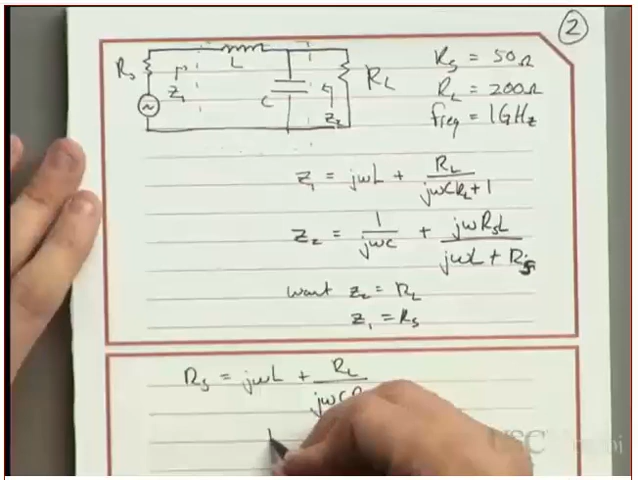 2
Rs
L
Z1
C
Z2
RL
Rs = 50Ω
RL = 200Ω
freq = 1GHz
Z1 = jωL + RL / (jωCRL+1)
Z2 = 1 / (jωc) + jωRsL / (jωL + Rs)
want Z2 = RL
Z1 = Rs
Rs = jωL + RL /
jωC